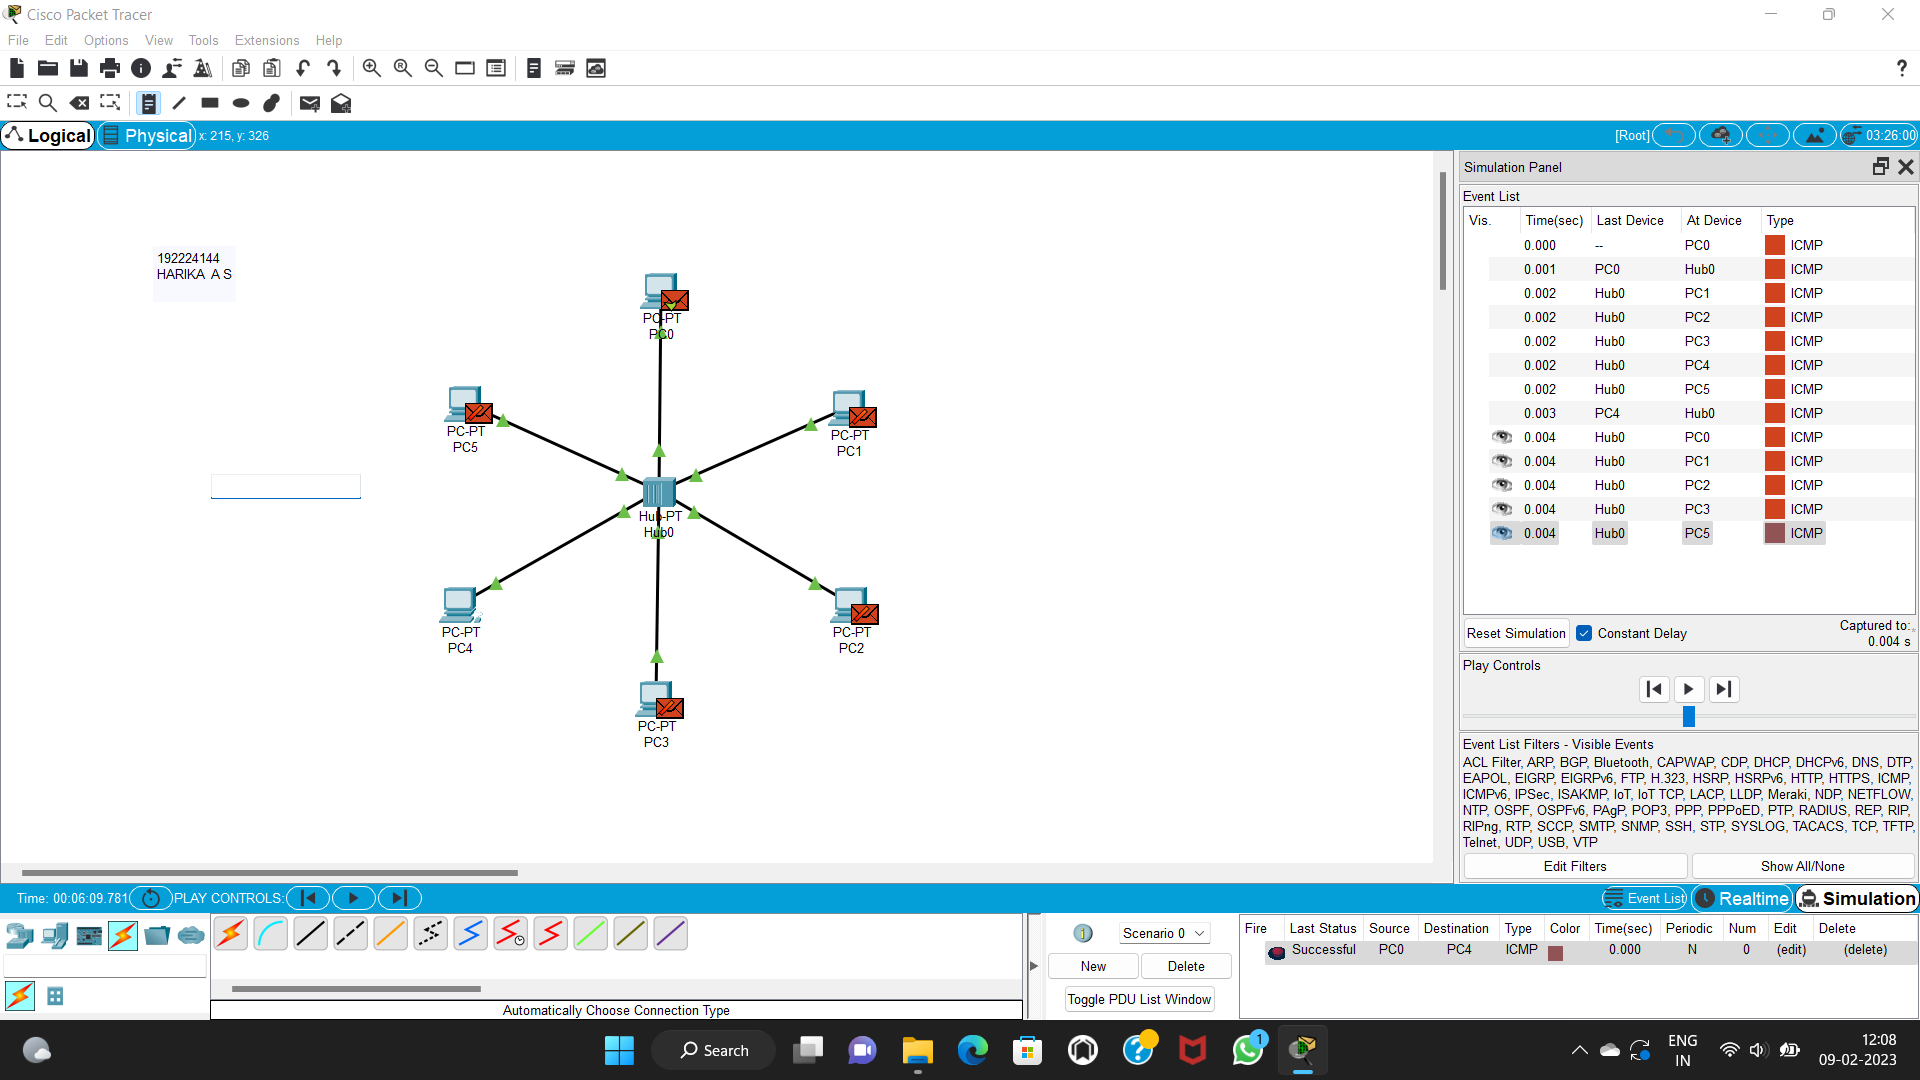 Cisco Packet Tracer
File Edit Options View Tools Extensions Help
?
Logical Physical x: 215, y: 326 [Root] 03:26:00
192224144
HARIKA A S
PC-PT
PC0
PC-PT
PC5
PC-PT
PC1
Hub-PT
Hub0
PC-PT
PC4
PC-PT
PC2
PC-PT
PC3
Simulation Panel
Event List
Vis. Time(sec) Last Device At Device Type
0.000 -- PC0 ICMP
0.001 PC0 Hub0 ICMP
0.002 Hub0 PC1 ICMP
0.002 Hub0 PC2 ICMP
0.002 Hub0 PC3 ICMP
0.002 Hub0 PC4 ICMP
0.002 Hub0 PC5 ICMP
0.003 PC4 Hub0 ICMP
0.004 Hub0 PC0 ICMP
0.004 Hub0 PC1 ICMP
0.004 Hub0 PC2 ICMP
0.004 Hub0 PC3 ICMP
0.004 Hub0 PC5 ICMP
Reset Simulation Constant Delay Captured to:
0.004 s
Play Controls
Event List Filters - Visible Events
ACL Filter, ARP, BGP, Bluetooth, CAPWAP, CDP, DHCP, DHCPv6, DNS, DTP,
EAPOL, EIGRP, EIGRPv6, FTP, H.323, HSRP, HSRPv6, HTTP, HTTPS, ICMP,
ICMPv6, IPSec, ISAKMP, IoT, IoT TCP, LACP, LLDP, Meraki, NDP, NETFLOW,
NTP, OSPF, OSPFv6, PAgP, POP3, PPP, PPPoED, PTP, RADIUS, REP, RIP,
RIPng, RTP, SCCP, SMTP, SNMP, SSH, STP, SYSLOG, TACACS, TCP, TFTP,
Telnet, UDP, USB, VTP
Edit Filters Show All/None
Time: 00:06:09.781 PLAY CONTROLS: Event List Realtime Simulation
Automatically Choose Connection Type
1 Scenario 0
New Delete
Toggle PDU List Window
Fire Last Status Source Destination Type Color Time(sec) Periodic Num Edit Delete
Successful PC0 PC4 ICMP 0.000 N 0 (edit) (delete)
Search
1
ENG
IN
12:08
09-02-2023